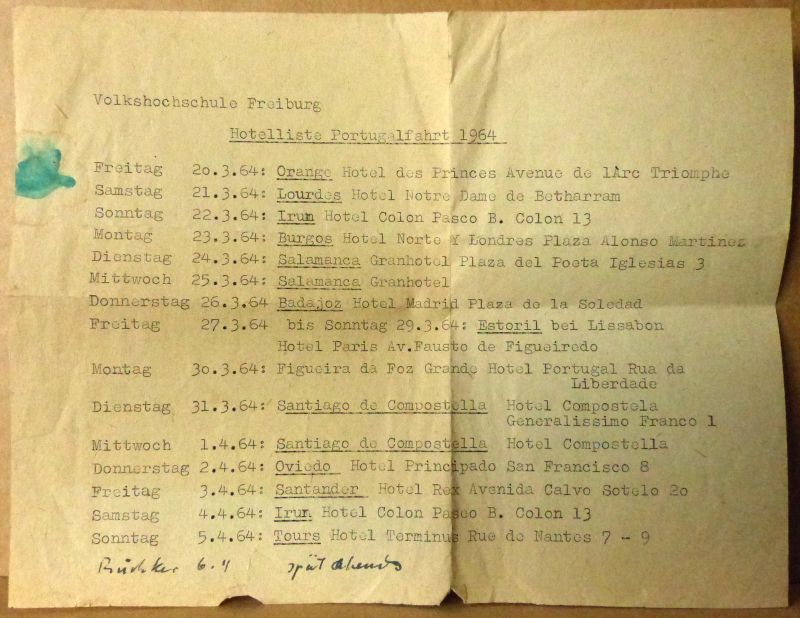 Volkshochschule Freiburg
Hotelliste Portugalfahrt 1964
Freitag 20.3.64: Orange Hotel des Princes Avenue de lArc Triomphe
Samstag 21.3.64: Lourdes Hotel Notre Dame de Betharram
Sonntag 22.3.64: Irun Hotel Colon Paseo B. Colon 13
Montag 23.3.64: Burgos Hotel Norte Y Londres Plaza Alonso Martinez
Dienstag 24.3.64: Salamanca Granhotel Plaza del Poeta Iglesias 3
Mittwoch 25.3.64: Salamanca Granhotel
Donnerstag 26.3.64 Badajoz Hotel Madrid Plaza de la Soledad
Freitag 27.3.64 bis Sonntag 29.3.64: Estoril bei Lissabon
Hotel Paris Av.Fausto de Figueiredo
Montag 30.3.64: Figueira da Foz Grande Hotel Portugal Rua da
Liberdade
Dienstag 31.3.64: Santiago de Compostella Hotel Compostela
Generalissimo Franco 1
Mittwoch 1.4.64: Santiago de Compostella Hotel Compostella
Donnerstag 2.4.64: Oviedo Hotel Principado San Francisco 8
Freitag 3.4.64: Santander Hotel Rex Avenida Calvo Sotelo 20
Samstag 4.4.64: Irun Hotel Colon Paseo B. Colon 13
Sonntag 5.4.64: Tours Hotel Terminus Rue de Nantes 7 - 9
6.4 spät abends